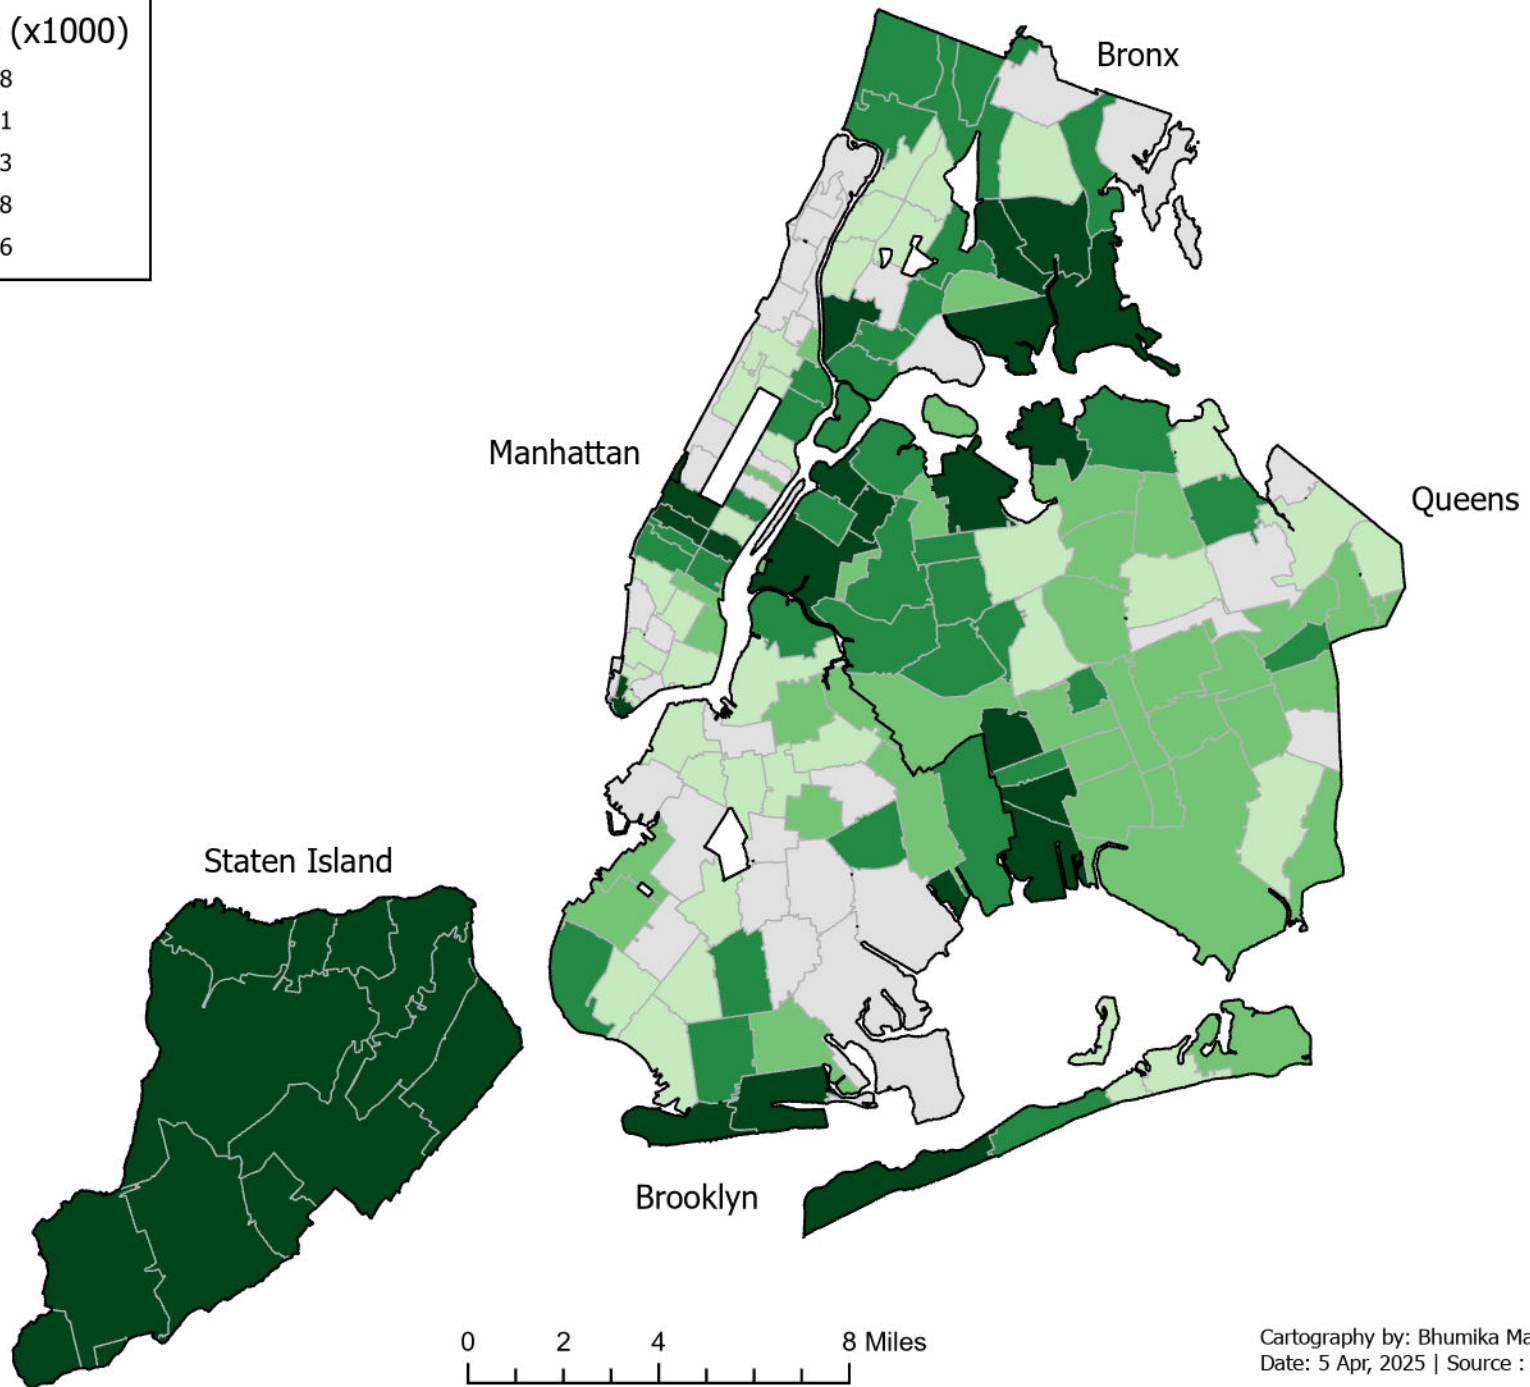 (x1000)
8
1
3
8
6
Bronx
Manhattan
Queens
Staten Island
Brooklyn
0 2 4 8 Miles
Cartography by: Bhumika
Date: 5 Apr, 2025 | Source :